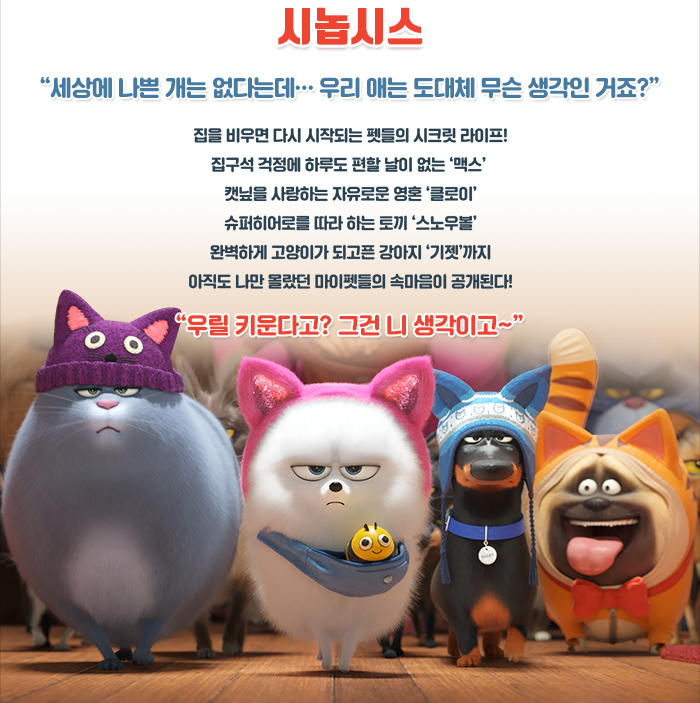 시놉시스
“세상에 나쁜 개는 없다는데… 우리 애는 도대체 무슨 생각인 거죠?”
집을 비우면 다시 시작되는 펫들의 시크릿 라이프!
집구석 걱정에 하루도 편할 날이 없는 ‘맥스’
캣닢을 사랑하는 자유로운 영혼 ‘클로이’
슈퍼히어로를 따라 하는 토끼 ‘스노우볼’
완벽하게 고양이가 되고픈 강아지 ‘기젯’까지
아직도 나만 몰랐던 마이펫들의 속마음이 공개된다!
“우릴 키운다고? 그건 니 생각이고~”